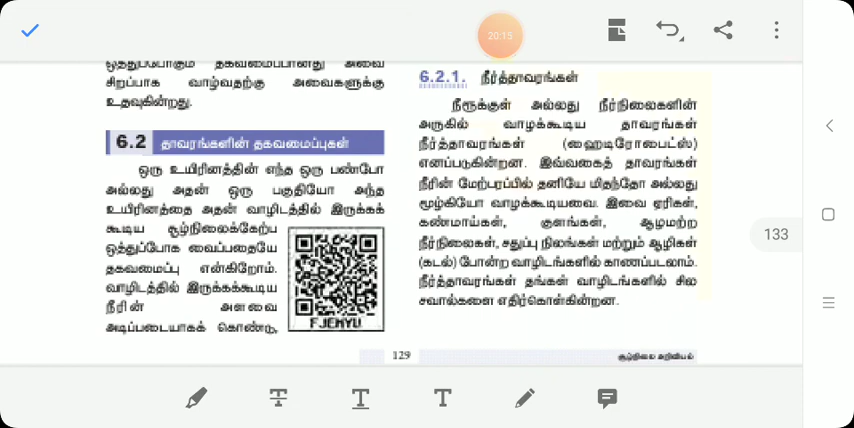 20:15
ஒத்துப்போகும் தகவமைப்பானது அவை
சிறப்பாக வாழ்வதற்கு அவைகளுக்கு
உதவுகின்றது.
6.2 தாவரங்களின் தகவமைப்புகள்
ஒரு உயிரினத்தின் எந்த ஒரு பண்போ
அல்லது அதன் ஒரு பகுதியோ அந்த
உயிரினத்தை அதன் வாழிடத்தில் இருக்கக்
கூடிய சூழ்நிலைக்கேற்ப
ஒத்துப்போக வைப்பதையே
தகவமைப்பு என்கிறோம்.
வாழிடத்தில் இருக்கக்கூடிய
நீரின் அளவை
அடிப்படையாகக் கொண்டு,
FJEMYU
6.2.1. நீர்த்தாவரங்கள்
நீருக்குள் அல்லது நீர்நிலைகளின்
அருகில் வாழக்கூடிய தாவரங்கள்
நீர்த்தாவரங்கள் (ஹைடிரோபைட்ஸ்)
எனப்படுகின்றன. இவ்வகைத் தாவரங்கள்
நீரின் மேற்பரப்பில் தனியே மிதந்தோ அல்லது
மூழ்கியோ வாழக்கூடியவை. இவை ஏரிகள்,
கண்மாய்கள், குளங்கள், ஆழமற்ற
நீர்நிலைகள், சதுப்பு நிலங்கள் மற்றும் ஆழிகள்
(கடல்) போன்ற வாழிடங்களில் காணப்படலாம்.
நீர்த்தாவரங்கள் தங்கள் வாழிடங்களில் சில
சவால்களை எதிர்கொள்கின்றன.
133
129
சூழ்நிலை அறிவியல்
T T T